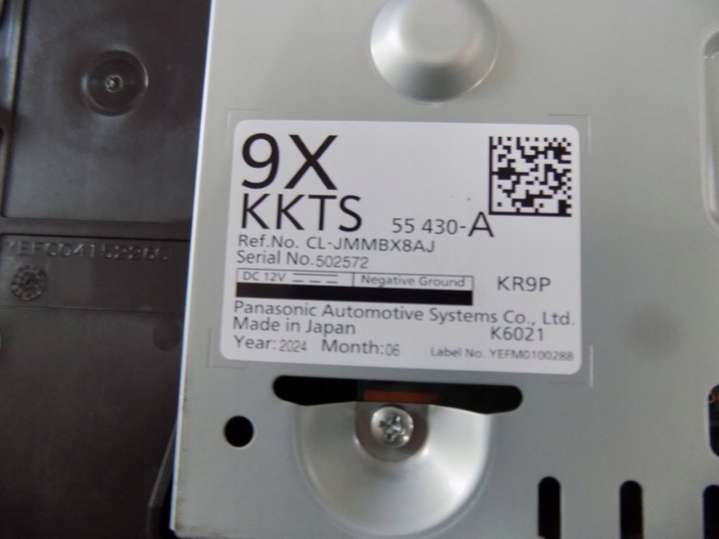 9X
KKTS 55 430-A
Ref.No. CL-JMMBX8AJ
Serial No.502572
DC 12V Negative Ground KR9P
Panasonic Automotive Systems Co., Ltd.
Made in Japan K6021
Year: 2024 Month: 06 Label No. YEFM0100288